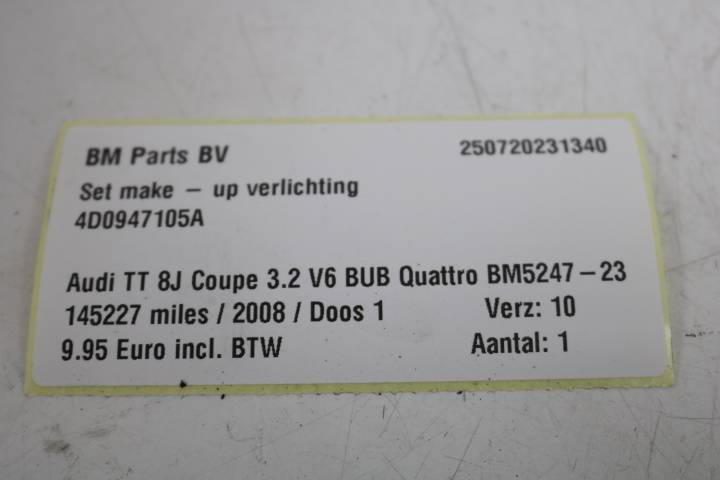 BM Parts BV 250720231340
Set make – up verlichting
4D0947105A
Audi TT 8J Coupe 3.2 V6 BUB Quattro BM5247–23
145227 miles / 2008 / Doos 1 Verz: 10
9.95 Euro incl. BTW Aantal: 1